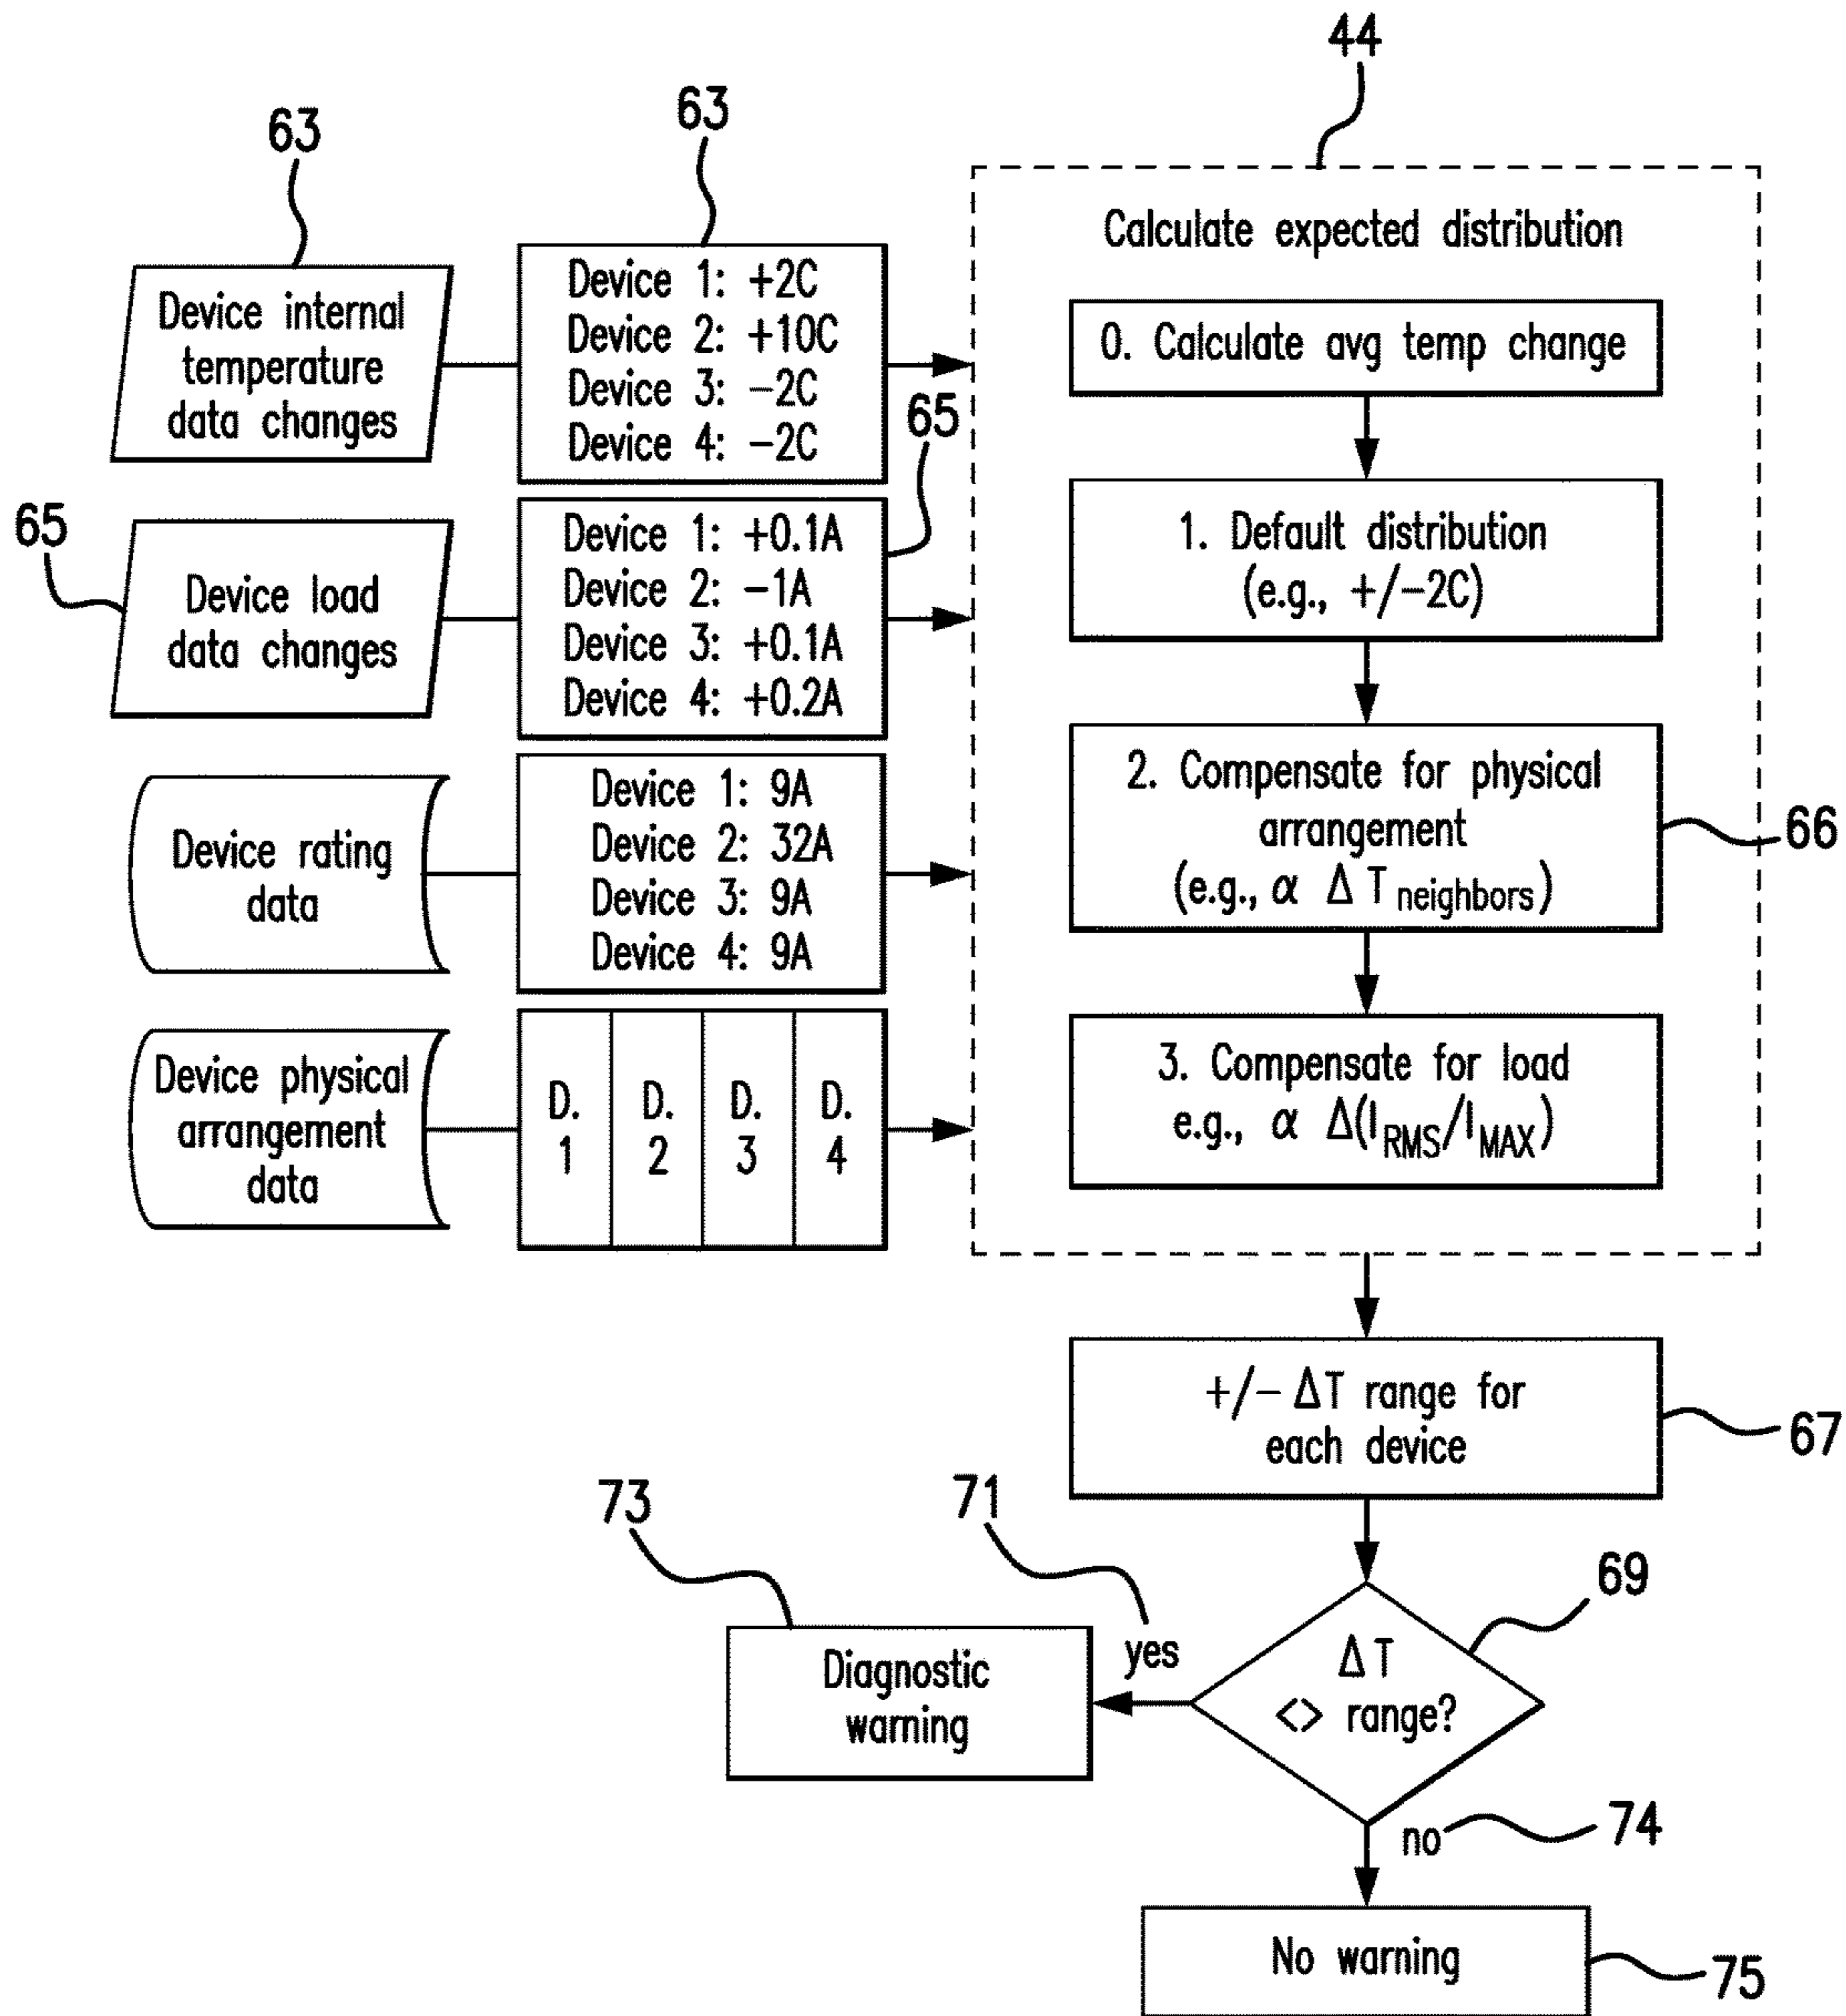 44
63
63
Calculate expected distribution
Device internal
temperature
data changes
Device 1: +2C
Device 2: +10C
Device 3: -2C
Device 4: -2C
0. Calculate avg temp change
65
65
Device load
data changes
Device 1: +0.1A
Device 2: -1A
Device 3: +0.1A
Device 4: +0.2A
1. Default distribution
(e.g., +/-2C)
Device rating
data
Device 1: 9A
Device 2: 32A
Device 3: 9A
Device 4: 9A
2. Compensate for physical
arrangement
(e.g., α Δ T neighbors)
66
Device physical
arrangement
data
D. D. D. D.
1 2 3 4
3. Compensate for load
e.g., α Δ(IRMS/IMAX)
+/- ΔT range for
each device
67
73
71
69
yes
Diagnostic
warning
ΔT
<> range?
no
74
No warning
75